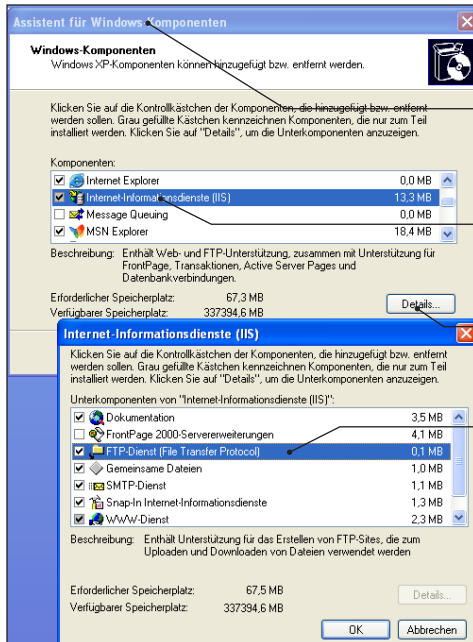 Assistent für Windows-Komponenten
Windows-Komponenten
Windows XP-Komponenten können hinzugefügt bzw. entfernt werden.
Klicken Sie auf die Kontrollkästchen der Komponenten, die hinzugefügt bzw. entfernt
werden sollen. Grau gefüllte Kästchen kennzeichnen Komponenten, die nur zum Teil
installiert werden. Klicken Sie auf "Details", um die Unterkomponenten anzuzeigen.
Komponenten:
Internet Explorer 0,0 MB
Internet-Informationsdienste (IIS) 13,3 MB
Message Queuing 0,0 MB
MSN Explorer 18,4 MB
Beschreibung: Enthält Web- und FTP-Unterstützung, zusammen mit Unterstützung für
FrontPage, Transaktionen, Active Server Pages und
Datenbankverbindungen.
Erforderlicher Speicherplatz: 67,3 MB
Verfügbarer Speicherplatz: 337394,6 MB
Details...
Internet-Informationsdienste (IIS)
Klicken Sie auf die Kontrollkästchen der Komponenten, die hinzugefügt bzw. entfernt
werden sollen. Grau gefüllte Kästchen kennzeichnen Komponenten, die nur zum Teil
installiert werden. Klicken Sie auf "Details", um die Unterkomponenten anzuzeigen.
Unterkomponenten von "Internet-Informationsdienste (IIS)":
Dokumentation 3,5 MB
FrontPage 2000-Servererweiterungen 4,1 MB
FTP-Dienst (File Transfer Protocol) 0,1 MB
Gemeinsame Dateien 1,0 MB
SMTP-Dienst 1,1 MB
Snap-In Internet-Informationsdienste 1,3 MB
WWW-Dienst 2,3 MB
Beschreibung: Enthält Unterstützung für das Erstellen von FTP-Sites, die zum
Uploaden und Downloaden von Dateien verwendet werden
Erforderlicher Speicherplatz: 67,5 MB
Details...
Verfügbarer Speicherplatz: 337394,6 MB
OK Abbrechen